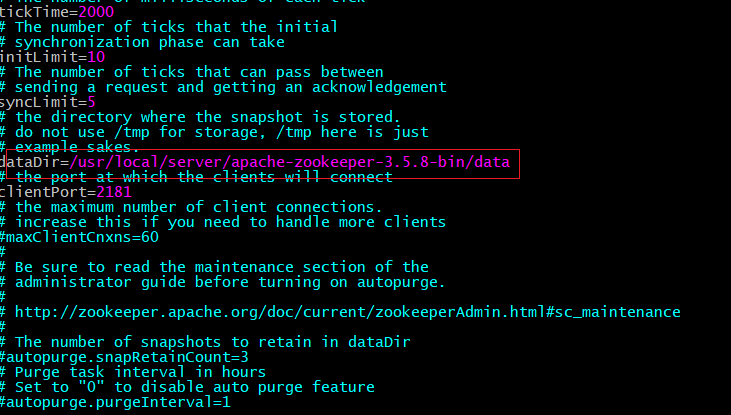 # The number of milliseconds of each tick
tickTime=2000
# The number of ticks that the initial
# synchronization phase can take
initLimit=10
# The number of ticks that can pass between
# sending a request and getting an acknowledgement
syncLimit=5
# the directory where the snapshot is stored.
# do not use /tmp for storage, /tmp here is just
# example sakes.
dataDir=/usr/local/server/apache-zookeeper-3.5.8-bin/data
# the port at which the clients will connect
clientPort=2181
# the maximum number of client connections.
# increase this if you need to handle more clients
#maxClientCnxns=60
#
# Be sure to read the maintenance section of the
# administrator guide before turning on autopurge.
#
# http://zookeeper.apache.org/doc/current/zookeeperAdmin.html#sc_maintenance
#
# The number of snapshots to retain in dataDir
#autopurge.snapRetainCount=3
# Purge task interval in hours
# Set to "0" to disable auto purge feature
#autopurge.purgeInterval=1